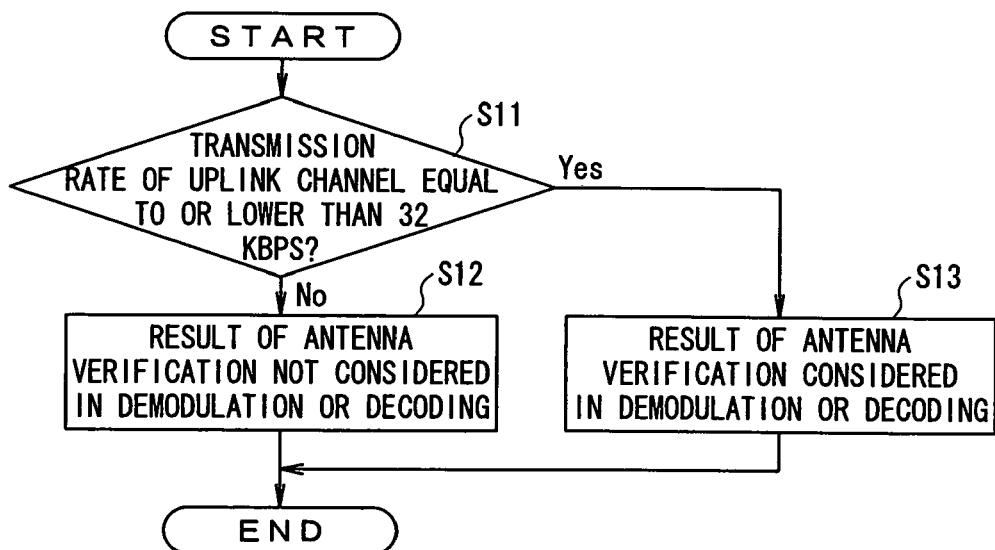 START
S11
TRANSMISSION
RATE OF UPLINK CHANNEL EQUAL
TO OR LOWER THAN 32
KBPS?
Yes
No
S12
RESULT OF ANTENNA
VERIFICATION NOT CONSIDERED
IN DEMODULATION OR DECODING
S13
RESULT OF ANTENNA
VERIFICATION CONSIDERED
IN DEMODULATION OR DECODING
END